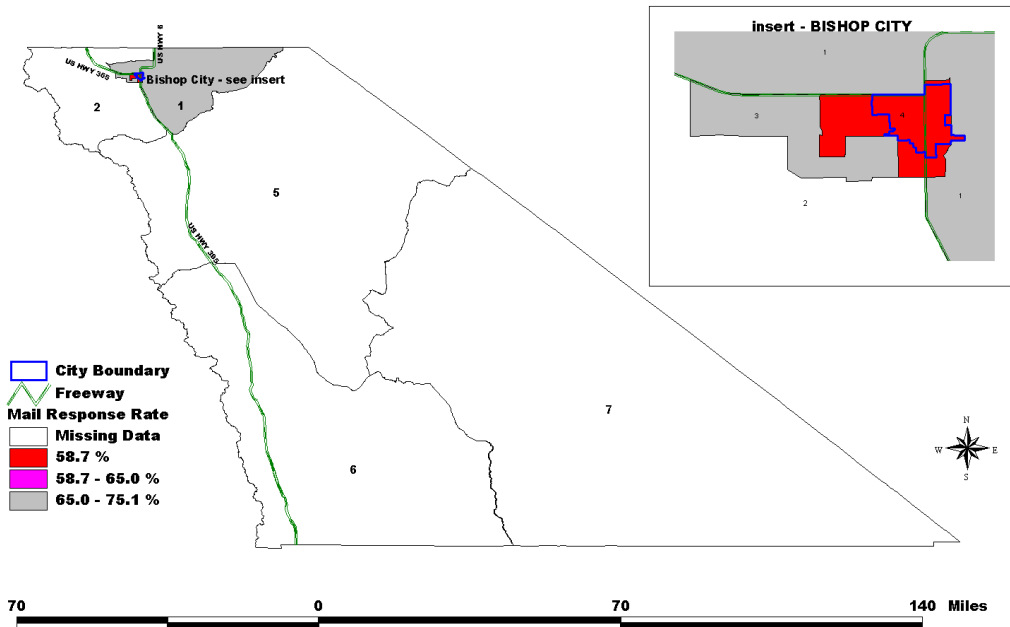 insert - BISHOP CITY
1
3
4
2
1
US HWY 6
US HWY 395
Bishop City - see insert
2
1
5
US HWY 395
7
6
City Boundary
Freeway
Mail Response Rate
Missing Data
58.7 %
58.7 - 65.0 %
65.0 - 75.1 %
N
W
E
S
70
0
70
140 Miles